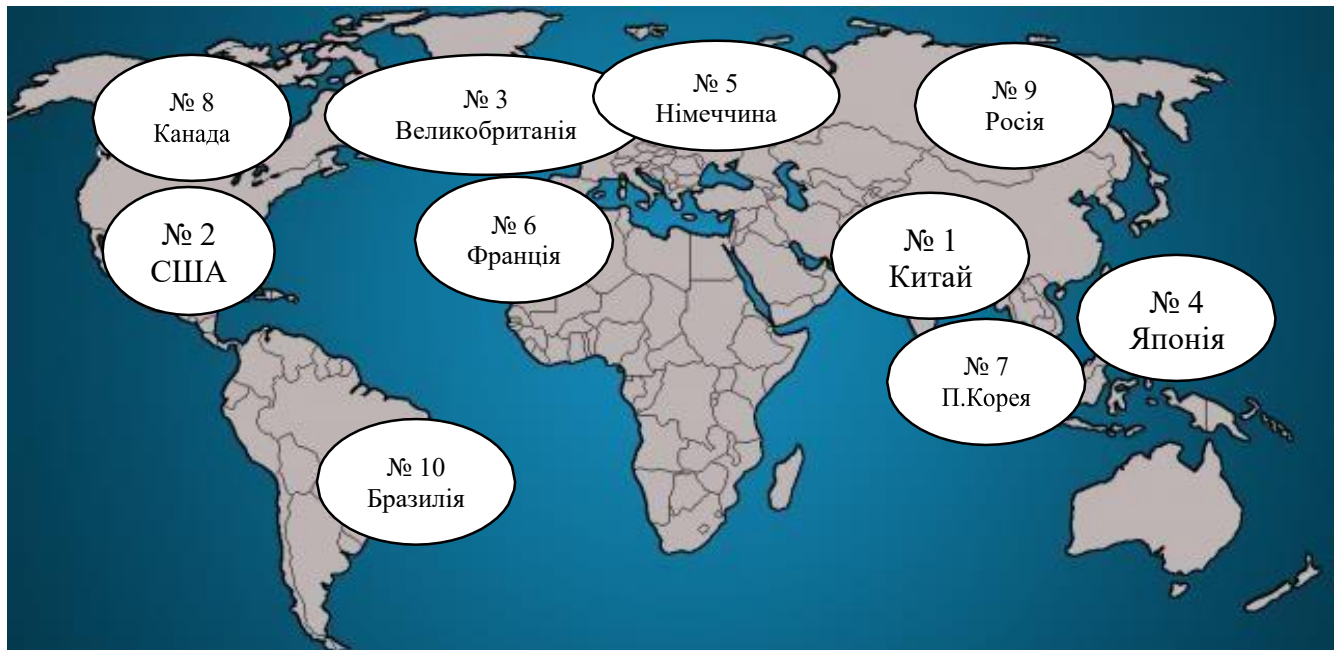 № 8
Канада
№ 3
Великобританія
№ 5
Німеччина
№ 9
Росія
№ 2
США
№ 6
Франція
№ 1
Китай
№ 4
Японія
№ 7
П.Корея
№ 10
Бразилія